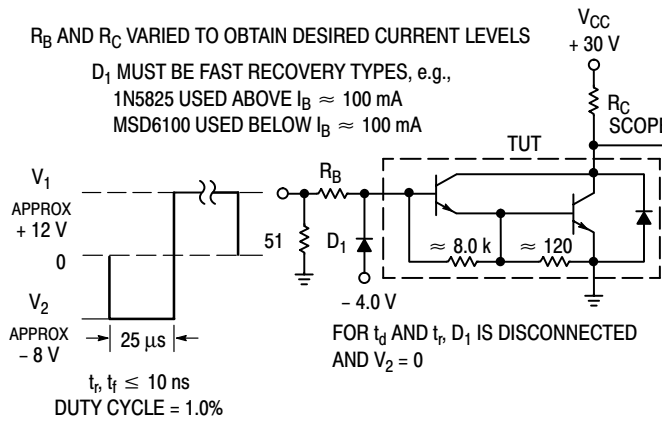 R_B AND R_C VARIED TO OBTAIN DESIRED CURRENT LEVELS
D_1 MUST BE FAST RECOVERY TYPES, e.g.,
1N5825 USED ABOVE I_B ≈ 100 mA
MSD6100 USED BELOW I_B ≈ 100 mA
V_CC
+ 30 V
R_C
SCOPE
TUT
V_1
APPROX
+ 12 V
0
V_2
APPROX
− 8 V
25 μs
t_r, t_f ≤ 10 ns
DUTY CYCLE = 1.0%
R_B
51
D_1
− 4.0 V
≈ 8.0 k
≈ 120
FOR t_d AND t_r, D_1 IS DISCONNECTED
AND V_2 = 0